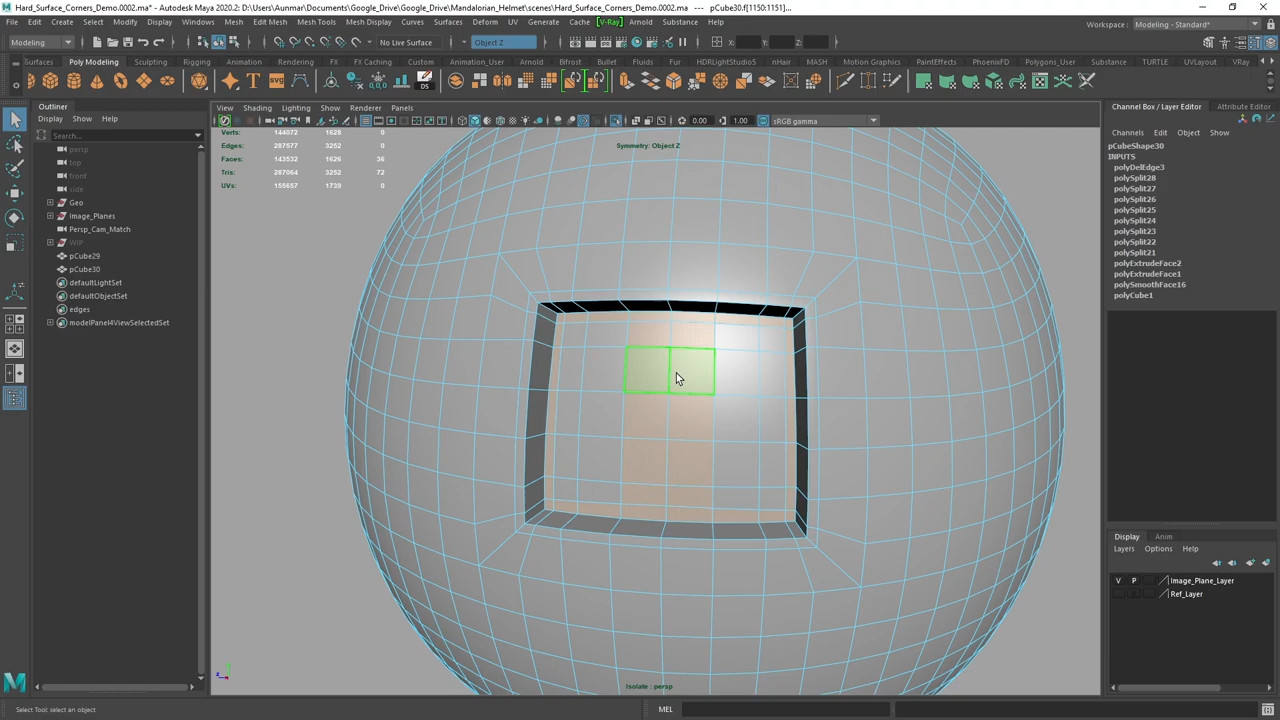 Hard_Surface_Corners_Demo.0002.ma* - Autodesk Maya 2020.2: D:\Users\Aunmar\Documents\Google_Drive\Google_Drive\Mandalorian_Helmet\scenes\Hard_Surface_Corners_Demo.0002.ma* --- pCube30.f[1150:1151]...
File Edit Create Select Modify Display Windows Mesh Edit Mesh Mesh Tools Mesh Display Curves Surfaces Deform UV Generate Cache [V-Ray] Arnold Substance Help
Workspace : Modeling - Standard*
Modeling No Live Surface Object Z X: Y: Z:
Surfaces Poly Modeling Sculpting Rigging Animation Rendering FX FX Caching Custom Animation_User Arnold Bifrost Bullet Fluids Fur HDRLightStudio5 nHair MASH Motion Graphics PaintEffects PhoenixFD Polygons_User Substance TURTLE UVLayout VRay
DS
Outliner
Display Show Help
Search...
persp
top
front
side
Geo
Image_Planes
Persp_Cam_Match
WIP
pCube29
pCube30
defaultLightSet
defaultObjectSet
edges
modelPanel4ViewSelectedSet
View Shading Lighting Show Renderer Panels
0.00 1.00 sRGB gamma
Verts: 144072 1628 0
Edges: 287577 3252 0
Faces: 143532 1626 36
Tris: 287064 3252 72
UVs: 155657 1739 0
Symmetry: Object Z
Isolate : persp
Channel Box / Layer Editor Attribute Editor
Channels Edit Object Show
pCubeShape30
INPUTS
polyDelEdge3
polySplit28
polySplit27
polySplit26
polySplit25
polySplit24
polySplit23
polySplit22
polySplit21
polyExtrudeFace2
polyExtrudeFace1
polySmoothFace16
polyCube1
Display Anim
Layers Options Help
V P Image_Plane_Layer
Ref_Layer
Select Tool: select an object
MEL